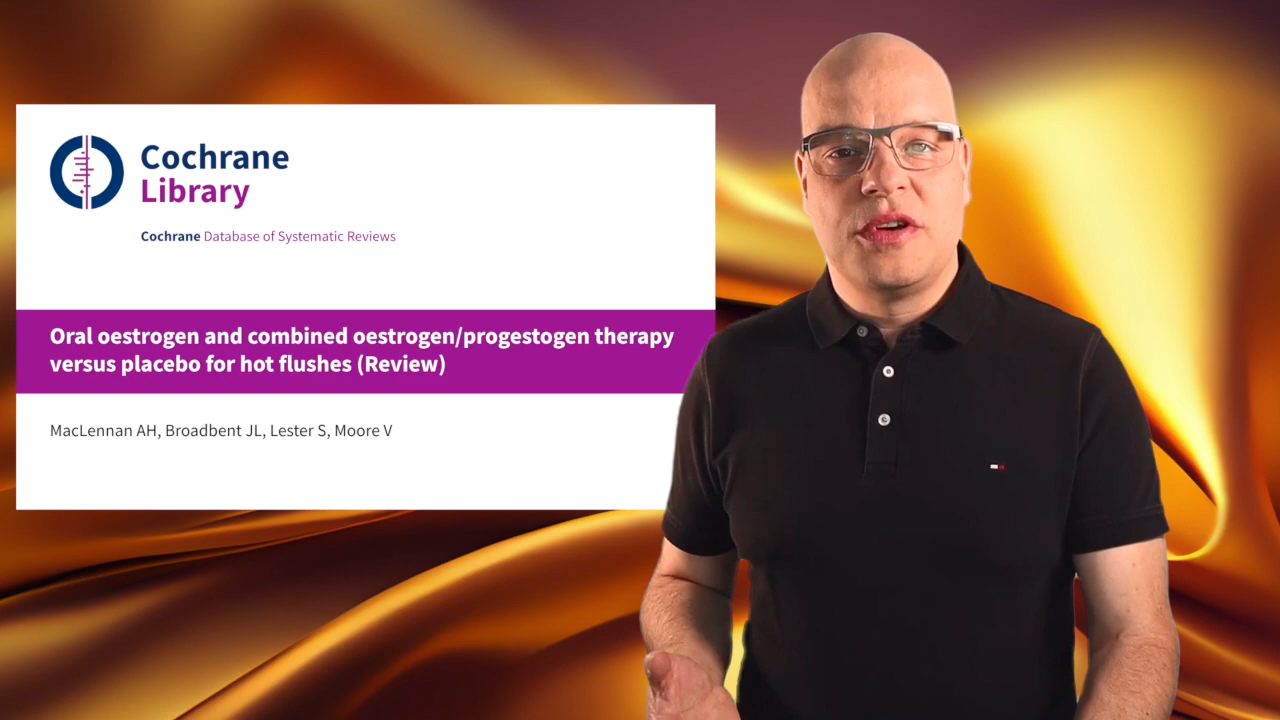 Cochrane
Library
Cochrane Database of Systematic Reviews
Oral oestrogen and combined oestrogen/progestogen therapy
versus placebo for hot flushes (Review)
MacLennan AH, Broadbent JL, Lester S, Moore V